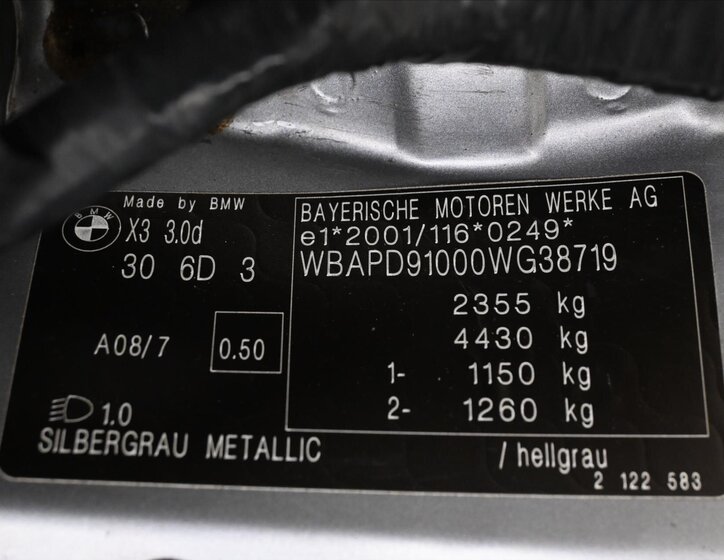 Made by BMW
BMW
X3 3.0d
30 6D 3
A08/7
0.50
1.0
SILBERGRAU METALLIC
BAYERISCHE MOTOREN WERKE AG
e1*2001/116*0249*
WBAPD91000WG38719
2355 kg
4430 kg
1- 1150 kg
2- 1260 kg
/ hellgrau
2 122 583